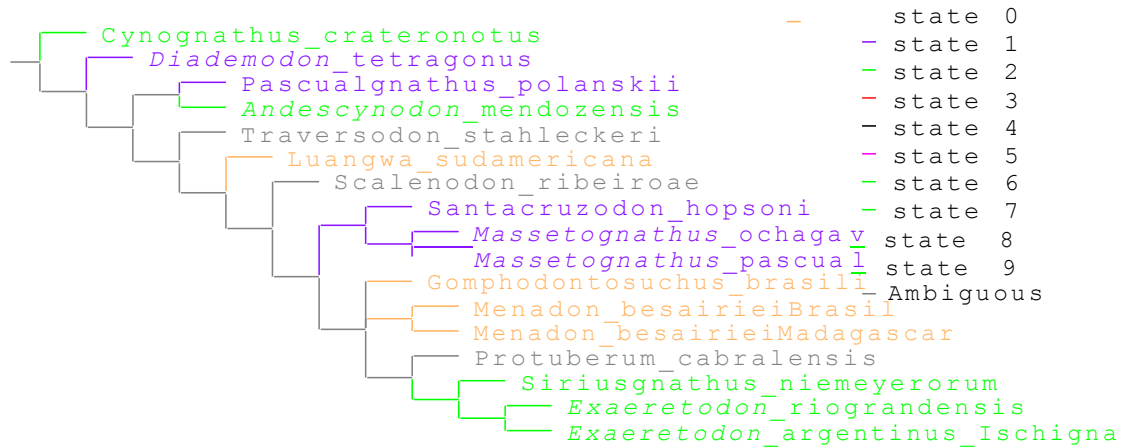 Cynognathus_crateronotus
Diademodon_tetragonus
Pascualgnathus_polanskii
Andescynodon_mendozensis
Traversodon_stahleckeri
Luangwa_sudamericana
Scalenodon_ribeiroae
Santacruzodon_hopsoni
Massetognathus_ochagav
Massetognathus_pascual
Gomphodontosuchus_brasili
Menadon_besairieiBrasil
Menadon_besairieiMadagascar
Protuberum_cabralensis
Siriusgnathus_niemeyerorum
Exaeretodon_riograndensis
Exaeretodon_argentinus_Ischigna
state 0
state 1
state 2
state 3
state 4
state 5
state 6
state 7
state 8
state 9
Ambiguous